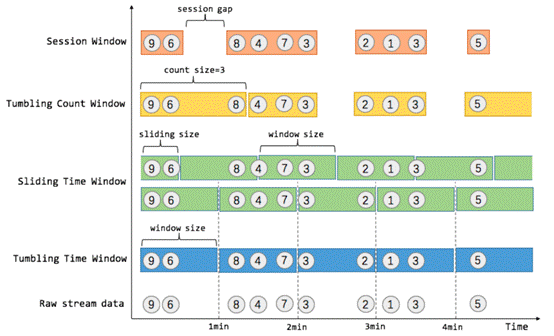 session gap
Session Window 9 6 8 4 7 3 2 1 3 5
count size=3
Tumbling Count Window 9 6 8 4 7 3 2 1 3 5
sliding size window size
9 6 8 4 7 3 2 1 3 5
Sliding Time Window
9 6 8 4 7 3 2 1 3 5
window size
Tumbling Time Window 9 6 8 4 7 3 2 1 3 5
Raw stream data 9 6 8 4 7 3 2 1 3 5
1min 2min 3min 4min Time